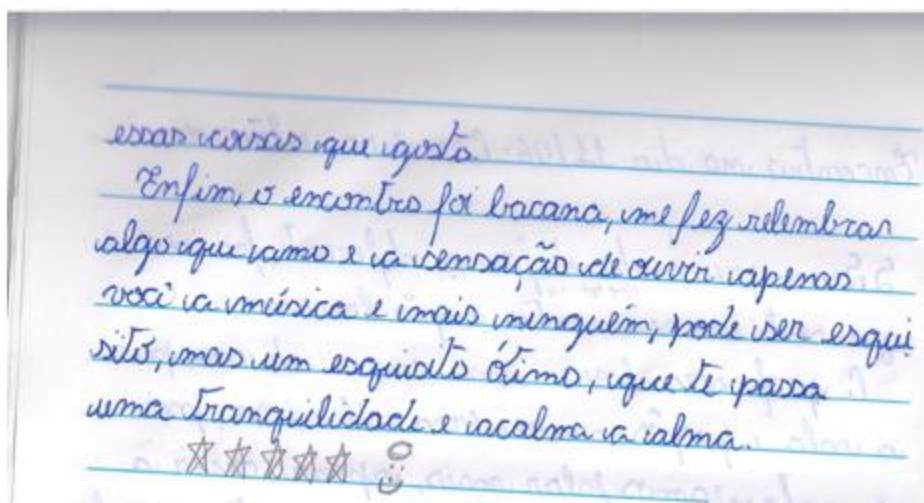 essas coisas que gosto.
Enfim, o encontro foi bacana, me fez relembrar
algo que amo e a sensação de ouvir apenas
você a música e mais ninguém, pode ser esqui
sito, mas um esquisito ótimo, que te passa
uma tranquilidade e acalma a alma.